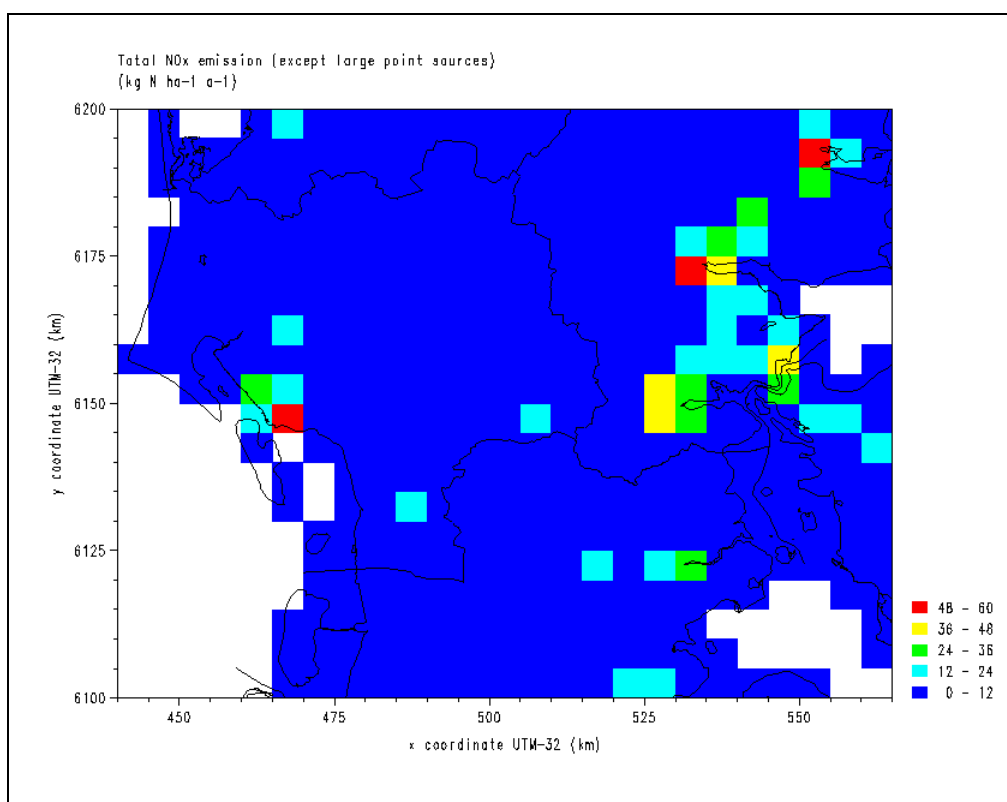 Total NOx emission (except large point sources)
(kg N ha-1 a-1)
6200
6175
6150
6125
6100
y coordinate UTM-32 (km)
450 475 500 525 550
x coordinate UTM-32 (km)
48 - 60
36 - 48
24 - 36
12 - 24
0 - 12